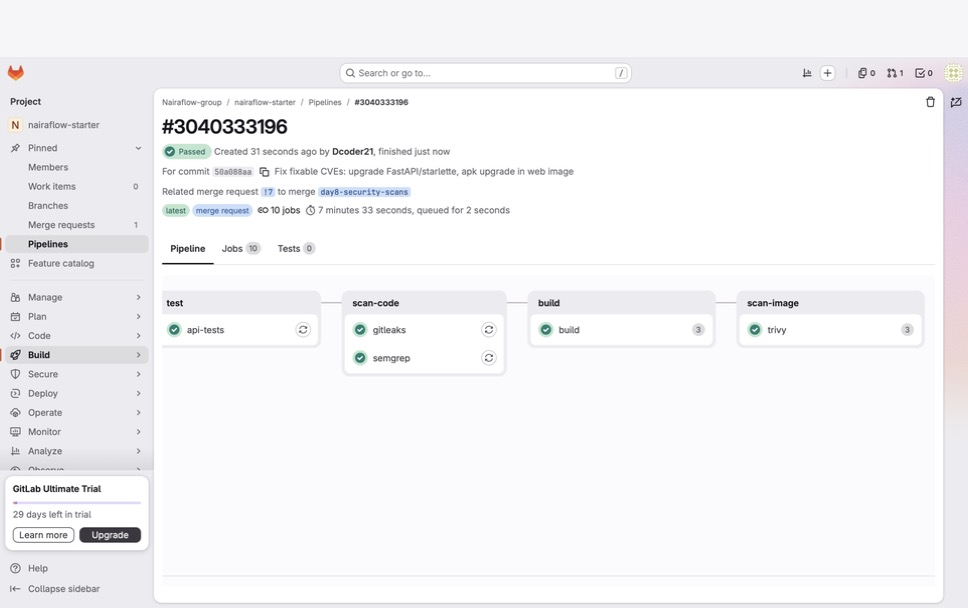 Search or go to... /
0 1 0
Project
N nairaflow-starter
Pinned
Members
Work items 0
Branches
Merge requests 1
Pipelines
Feature catalog
Manage
Plan
Code
Build
Secure
Deploy
Operate
Monitor
Analyze
Observe
GitLab Ultimate Trial
29 days left in trial
Learn more Upgrade
Help
Collapse sidebar
Nairaflow-group / nairaflow-starter / Pipelines / #3040333196
#3040333196
Passed Created 31 seconds ago by Dcoder21, finished just now
For commit 50a088aa Fix fixable CVEs: upgrade FastAPI/starlette, apk upgrade in web image
Related merge request !7 to merge day8-security-scans
latest merge request 10 jobs 7 minutes 33 seconds, queued for 2 seconds
Pipeline Jobs 10 Tests 0
test
api-tests
scan-code
gitleaks
semgrep
build
build 3
scan-image
trivy 3